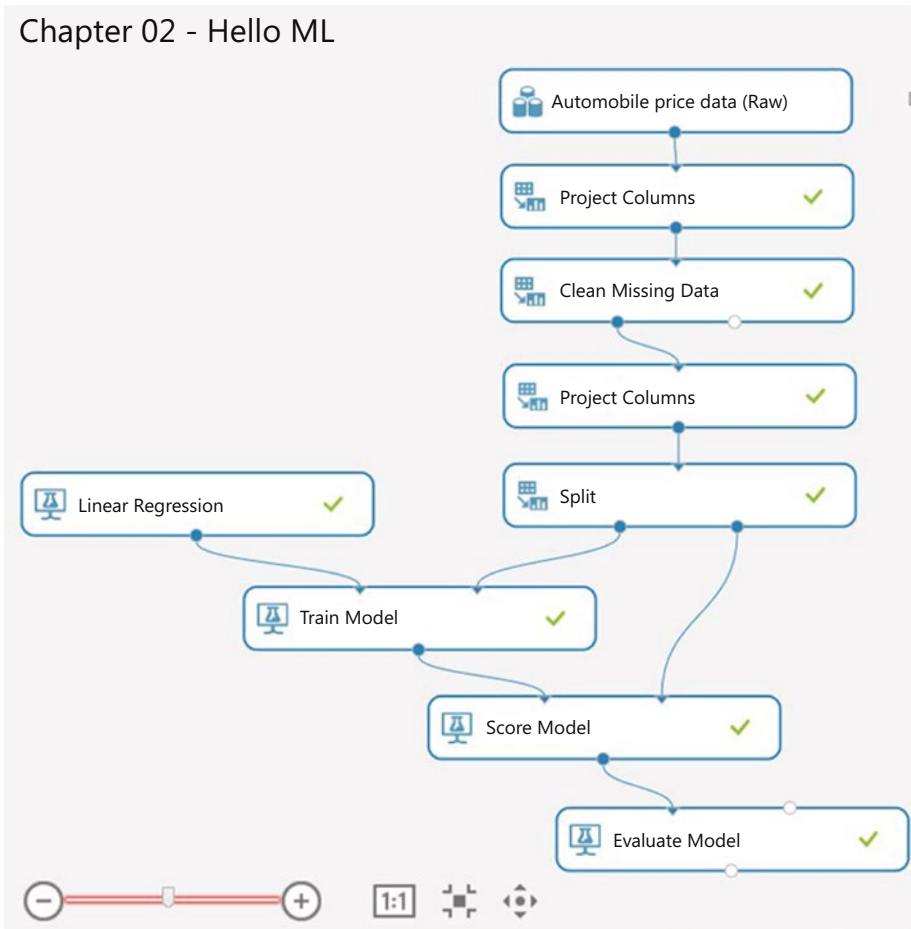 Chapter 02 - Hello ML
Automobile price data (Raw)
Project Columns
Clean Missing Data
Project Columns
Split
Linear Regression
Train Model
Score Model
Evaluate Model
1:1